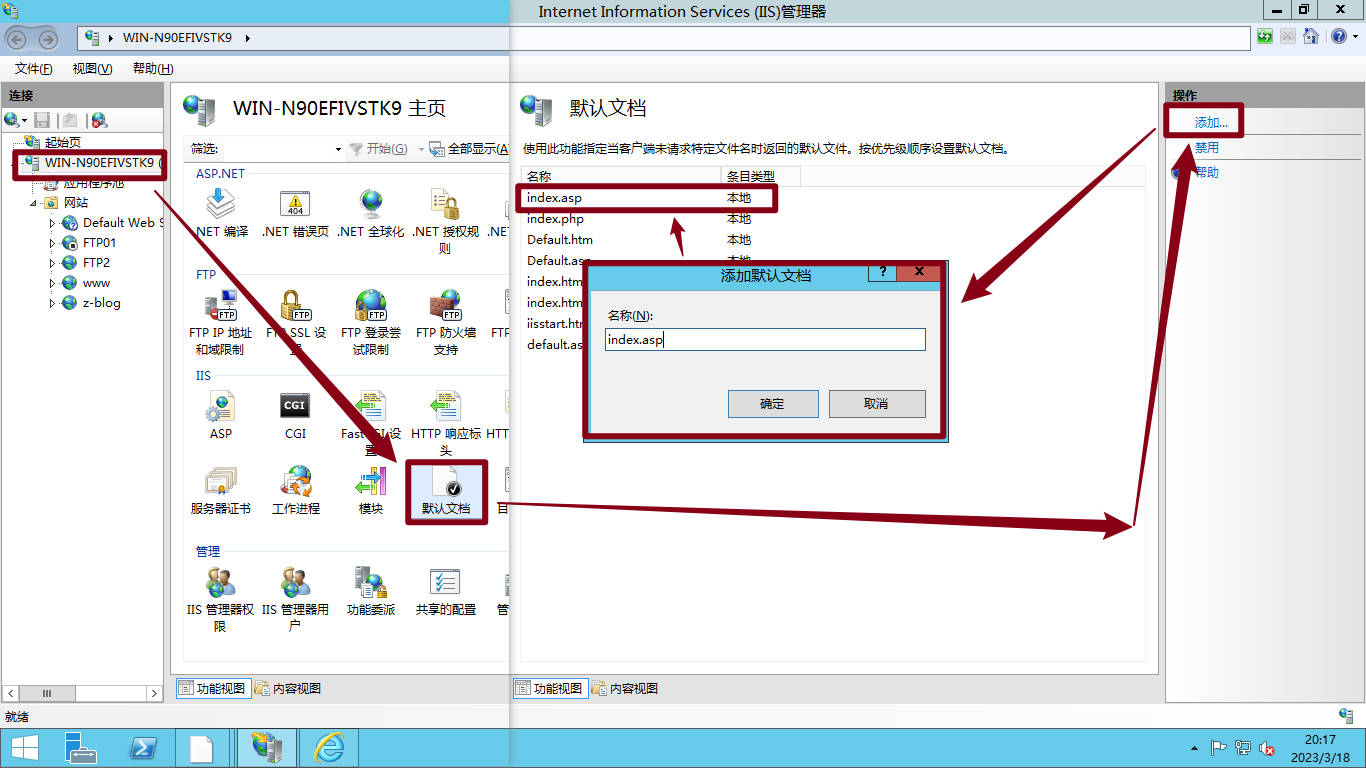 Internet Information Services (IIS)管理器
WIN-N90EFIVSTK9
文件(F) 视图(V) 帮助(H)
连接
起始页
WIN-N90EFIVSTK9 (
应用程序池
网站
Default Web S
FTP01
FTP2
www
z-blog
WIN-N90EFIVSTK9 主页
筛选: 开始(G) 全部显示(A
ASP.NET
.NET 编译 .NET 错误页 .NET 全球化 .NET 授权规则 .NE
404
FTP
FTP IP 地址和域限制 FTP SSL 设 FTP 登录尝试限制 FTP 防火墙支持 FT
IIS
CGI
ASP CGI FastCGI 设置 HTTP 响应标头 HT
服务器证书 工作进程 模块 默认文档 目
管理
IIS 管理器权限 IIS 管理器用户 功能委派 共享的配置 管
功能视图 内容视图
默认文档
使用此功能指定当客户端未请求特定文件名时返回的默认文件。按优先级顺序设置默认文档。
名称 条目类型
index.asp 本地
index.php 本地
Default.htm 本地
Default.asp 本地
index.htm
index.htm
iisstart.htm
default.as
添加默认文档
? X
名称(N):
index.asp
确定 取消
功能视图 内容视图
操作
添加...
禁用
帮助
就绪
20:17
2023/3/18